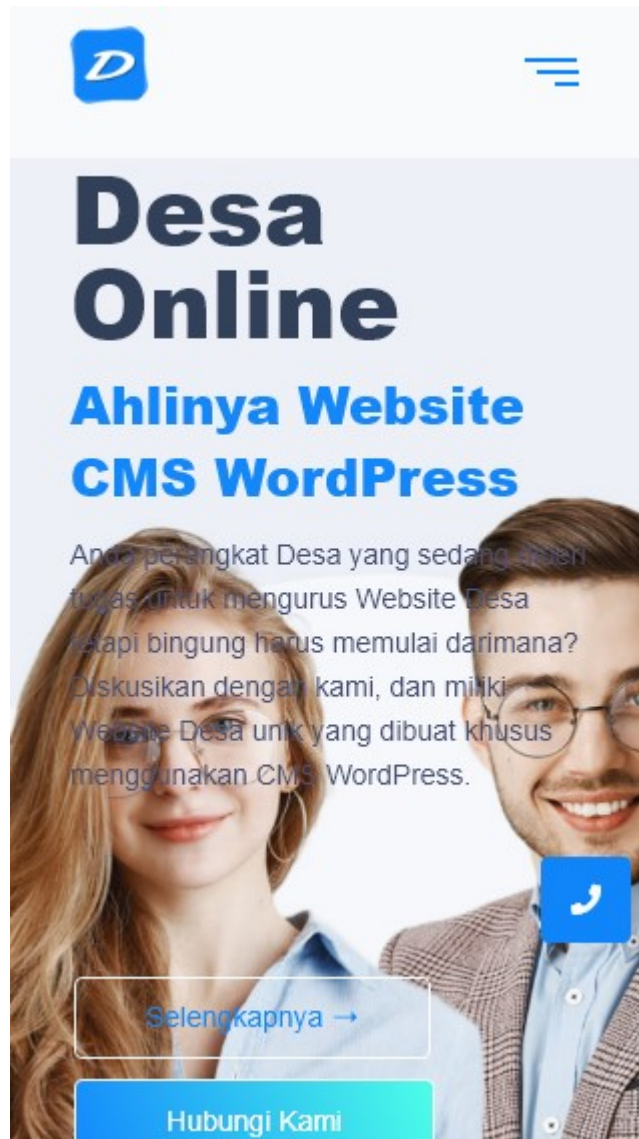 D
Desa
Online
Ahlinya Website
CMS WordPress
Anda perangkat Desa yang sedang diberi
tugas untuk mengurus Website Desa
tetapi bingung harus memulai darimana?
Diskusikan dengan kami, dan miliki
Website Desa unik yang dibuat khusus
menggunakan CMS WordPress.
Selengkapnya →
Hubungi Kami